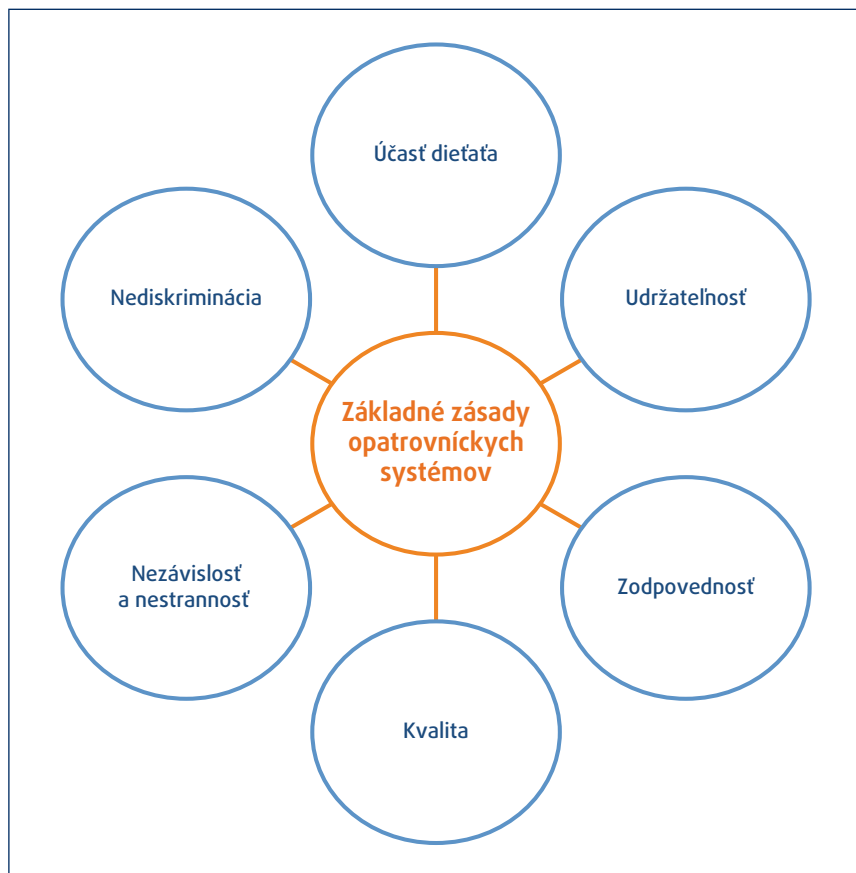 Účasť dieťaťa
Nediskriminácia
Udržateľnosť
Základné zásady
opatrovníckych
systémov
Nezávislosť
a nestrannosť
Zodpovednosť
Kvalita